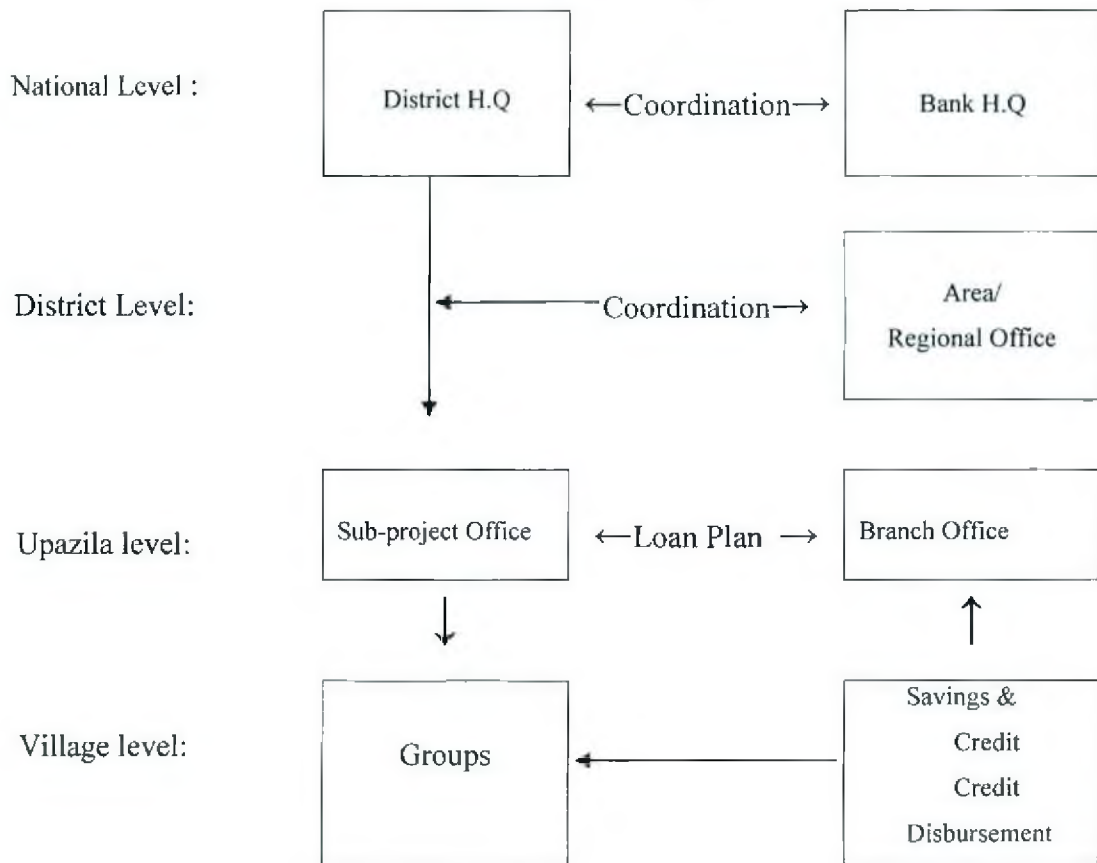 National Level :
District H.Q
←Coordination→
Bank H.Q
District Level:
Coordination→
Area/
Regional Office
Upazila level:
Sub-project Office
←Loan Plan →
Branch Office
Village level:
Groups
Savings &
Credit
Credit
Disbursement